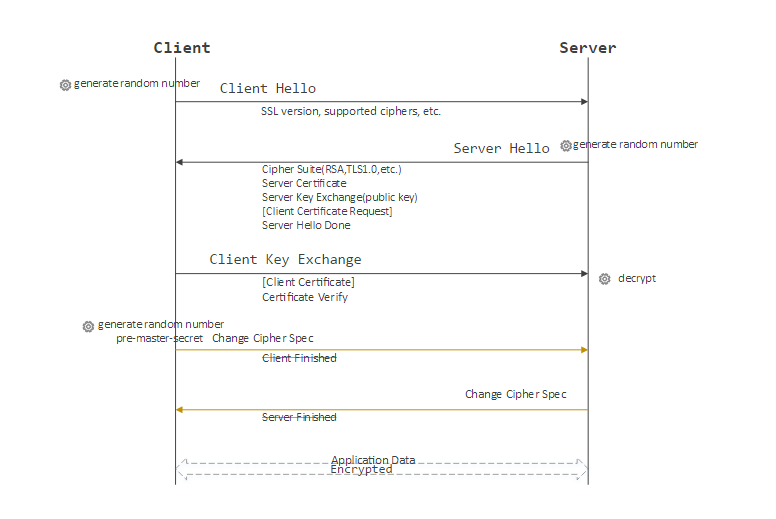 Client
Server
generate random number
Client Hello
SSL version, supported ciphers, etc.
Server Hello
generate random number
Cipher Suite(RSA,TLS1.0,etc.)
Server Certificate
Server Key Exchange(public key)
[Client Certificate Request]
Server Hello Done
Client Key Exchange
[Client Certificate]
Certificate Verify
decrypt
generate random number
pre-master-secret
Change Cipher Spec
Client Finished
Change Cipher Spec
Server Finished
Application Data
Encrypted